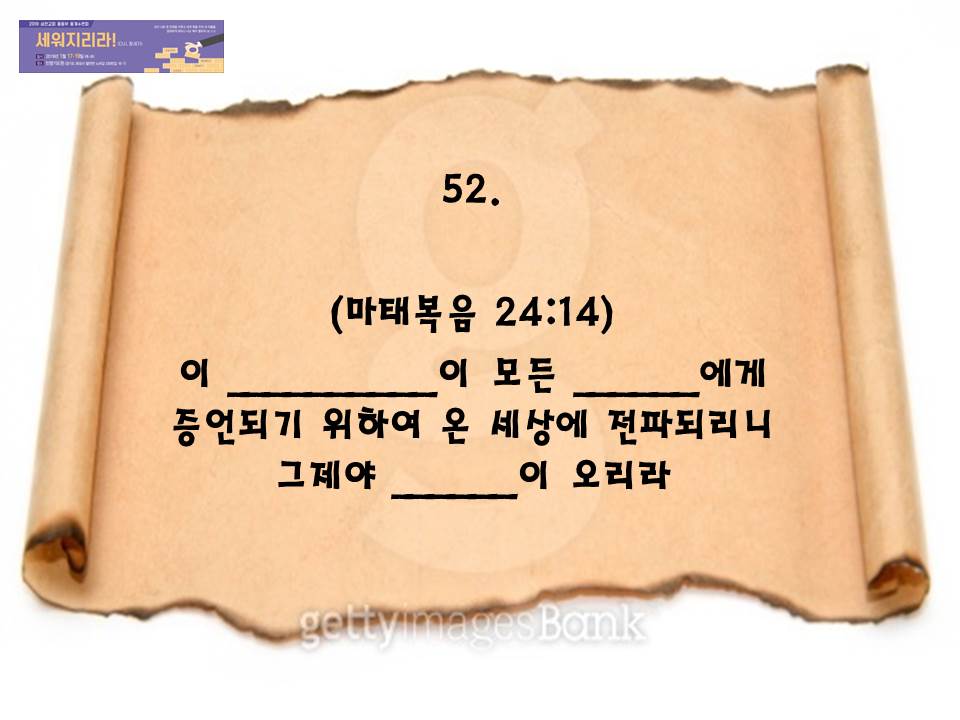 세워지리라!
52.
(마태복음 24:14)
이 __________이 모든 ______에게
증언되기 위하여 온 세상에 전파되리니
그제야 ______이 오리라
gettyimagesBank